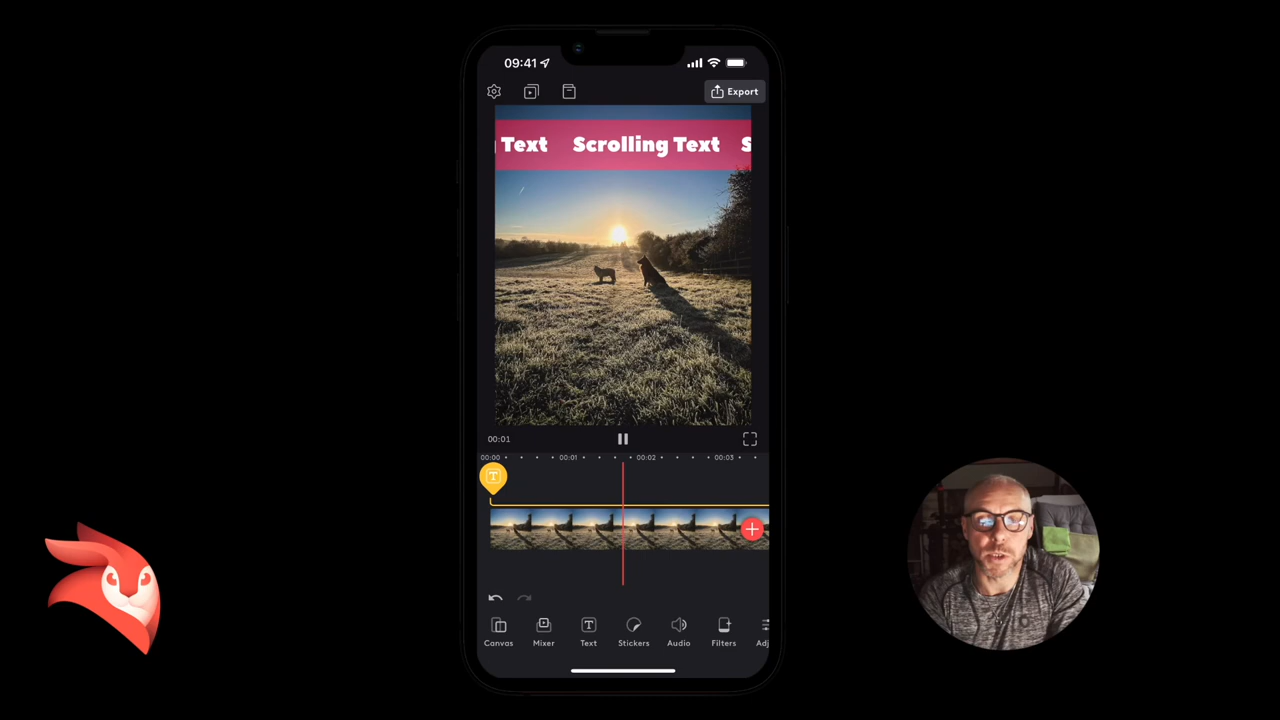 09:41
Export
Text Scrolling Text S
00:01
00:00 00:01 00:02 00:03
T
Canvas Mixer Text Stickers Audio Filters Adj